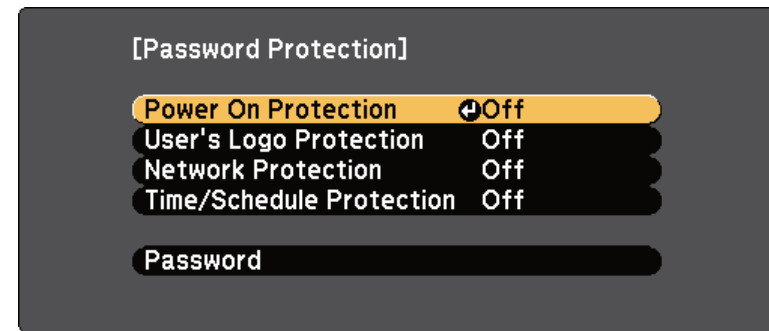 [Password Protection]
Power On Protection Off
User's Logo Protection Off
Network Protection Off
Time/Schedule Protection Off
Password